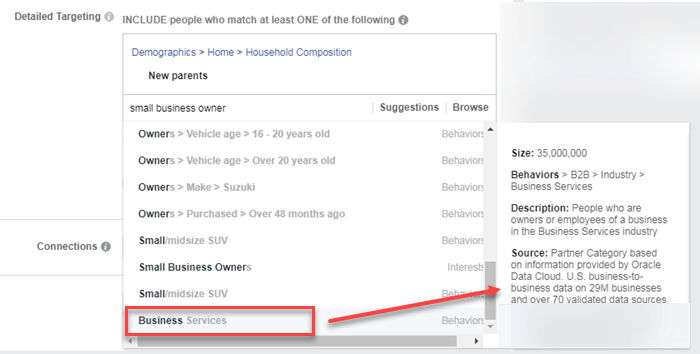 Detailed Targeting
INCLUDE people who match at least ONE of the following
Demographics > Home > Household Composition
New parents
small business owner
Suggestions
Browse
Owners > Vehicle age > 16 - 20 years old
Behaviors
Owners > Vehicle age > Over 20 years old
Behaviors
Owners > Make > Suzuki
Behaviors
Owners > Purchased > Over 48 months ago
Behaviors
Small/midsize SUV
Behaviors
Small Business Owners
Interests
Small/midsize SUV
Behaviors
Business Services
Behaviors
Connections
Size: 35,000,000
Behaviors > B2B > Industry >
Business Services
Description: People who are
owners or employees of a business
in the Business Services industry
Source: Partner Category based
on information provided by Oracle
Data Cloud. U.S. business-to-
business data on 29M businesses
and over 70 validated data sources